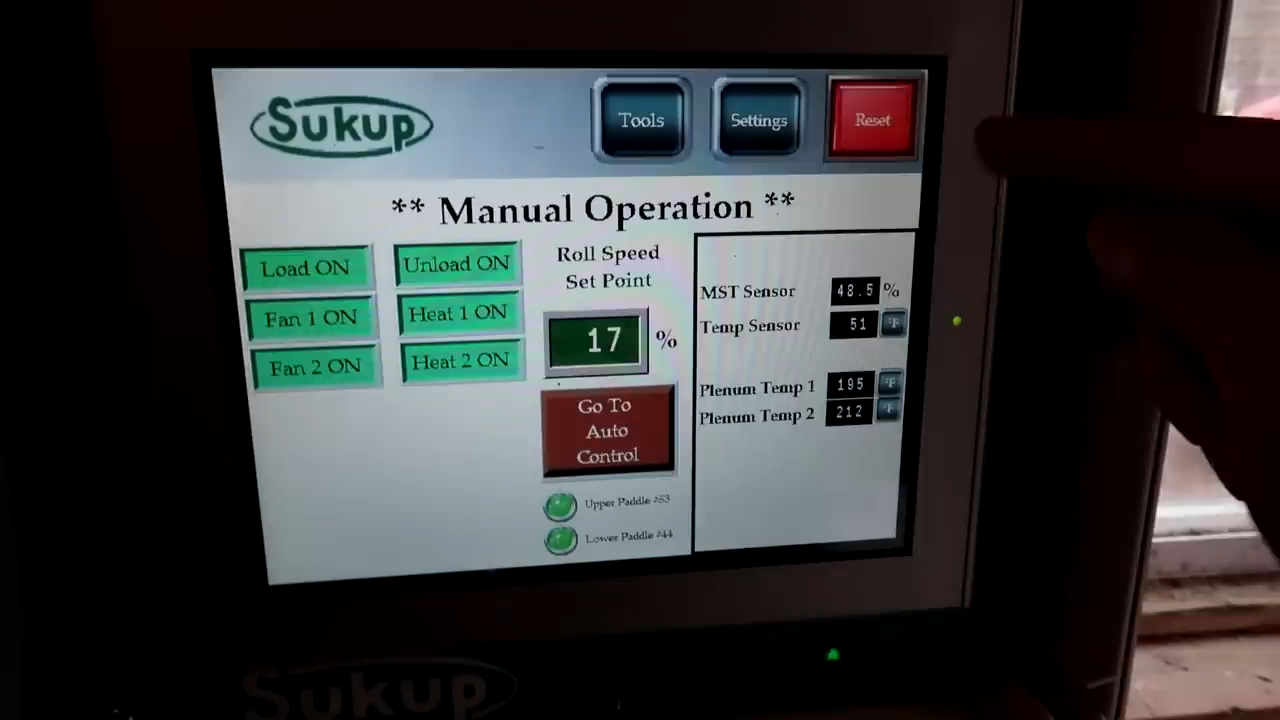 Sukup
Tools
Settings
Reset
** Manual Operation **
Load ON
Unload ON
Fan 1 ON
Heat 1 ON
Fan 2 ON
Heat 2 ON
Roll Speed
Set Point
17 %
Go To
Auto
Control
Upper Paddle #53
Lower Paddle #44
MST Sensor 48.5 %
Temp Sensor 51 °F
Plenum Temp 1 195 °F
Plenum Temp 2 212 °F
Sukup